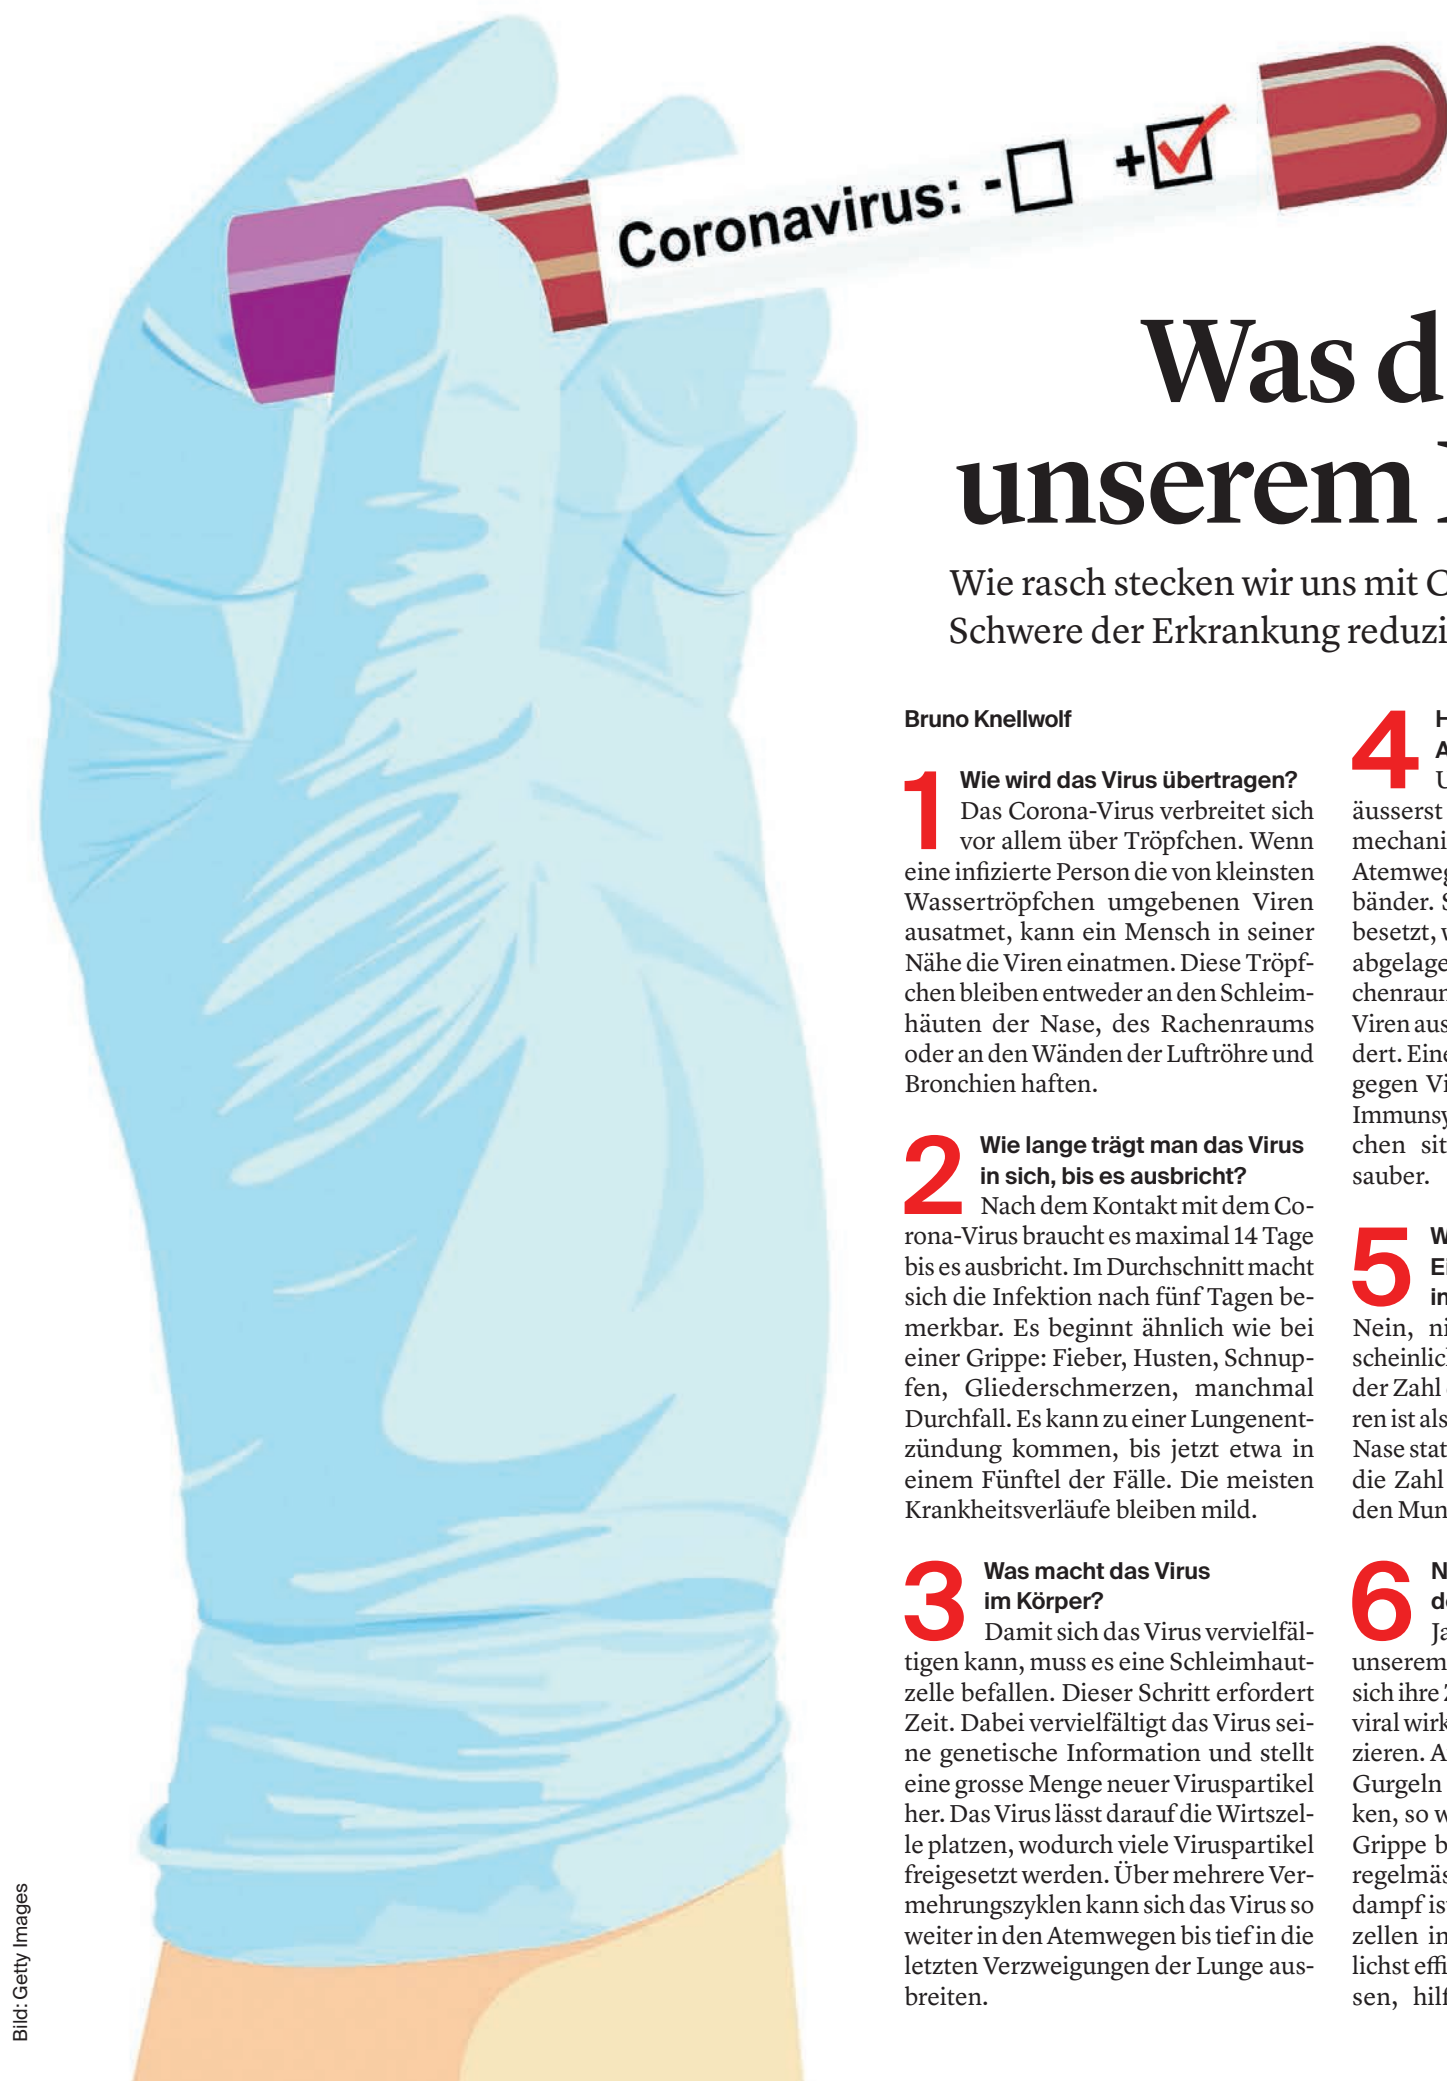 Coronavirus: -☐ +☑
Was d
unserem
Wie rasch stecken wir uns mit C
Schwere der Erkrankung reduzi
Bruno Knellwolf
1 Wie wird das Virus übertragen?
Das Corona-Virus verbreitet sich
vor allem über Tröpfchen. Wenn
eine infizierte Person die von kleinsten
Wassertröpfchen umgebenen Viren
ausatmet, kann ein Mensch in seiner
Nähe die Viren einatmen. Diese Tröpf-
chen bleiben entweder an den Schleim-
häuten der Nase, des Rachenraums
oder an den Wänden der Luftröhre und
Bronchien haften.
2 Wie lange trägt man das Virus
in sich, bis es ausbricht?
Nach dem Kontakt mit dem Co-
rona-Virus braucht es maximal 14 Tage
bis es ausbricht. Im Durchschnitt macht
sich die Infektion nach fünf Tagen be-
merkbar. Es beginnt ähnlich wie bei
einer Grippe: Fieber, Husten, Schnup-
fen, Gliederschmerzen, manchmal
Durchfall. Es kann zu einer Lungenent-
zündung kommen, bis jetzt etwa in
einem Fünftel der Fälle. Die meisten
Krankheitsverläufe bleiben mild.
3 Was macht das Virus
im Körper?
Damit sich das Virus vervielfäl-
tigen kann, muss es eine Schleimhaut-
zelle befallen. Dieser Schritt erfordert
Zeit. Dabei vervielfältigt das Virus sei-
ne genetische Information und stellt
eine grosse Menge neuer Viruspartikel
her. Das Virus lässt darauf die Wirtszel-
le platzen, wodurch viele Viruspartikel
freigesetzt werden. Über mehrere Ver-
mehrungszyklen kann sich das Virus so
weiter in den Atemwegen bis tief in die
letzten Verzweigungen der Lunge aus-
breiten.
4 H
A
U
äusserst
mechani
Atemweg
bänder. S
besetzt, w
abgelage
chenraum
Viren aus
dert. Eine
gegen Vi
Immunsy
chen sit
sauber.
5 W
Ei
in
Nein, ni
scheinlich
der Zahl
ren ist als
Nase stat
die Zahl
den Mun
6 N
de
Ja
unserem
sich ihre
viral wirk
zieren. A
Gurgeln
ken, so w
Grippe b
regelmäs
dampf is
zellen in
lichst effi
sen, hilf
Bild: Getty Images